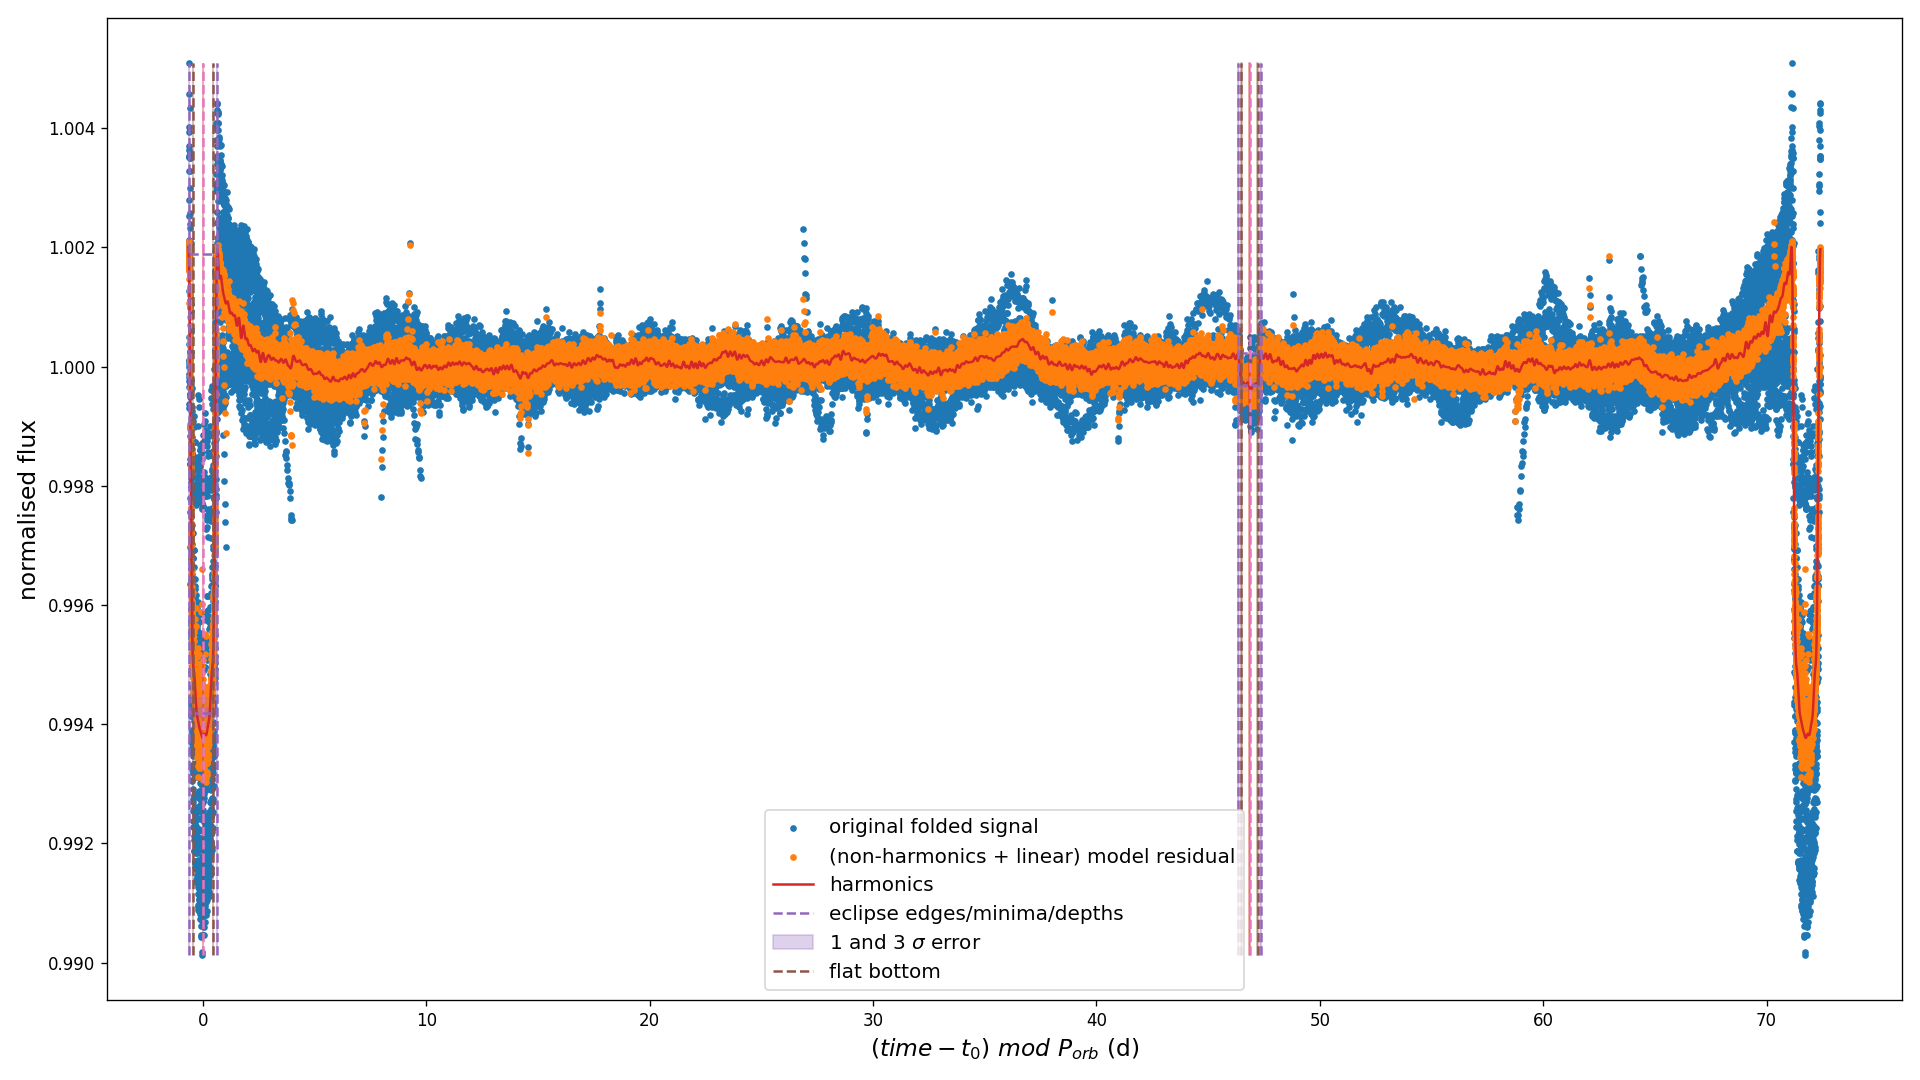 normalised flux
1.004
1.002
1.000
0.998
0.996
0.994
0.992
0.990
original folded signal
(non-harmonics + linear) model residual
harmonics
eclipse edges/minima/depths
1 and 3 σ error
flat bottom
0 10 20 30 40 50 60 70
(time − t₀) mod P_orb (d)